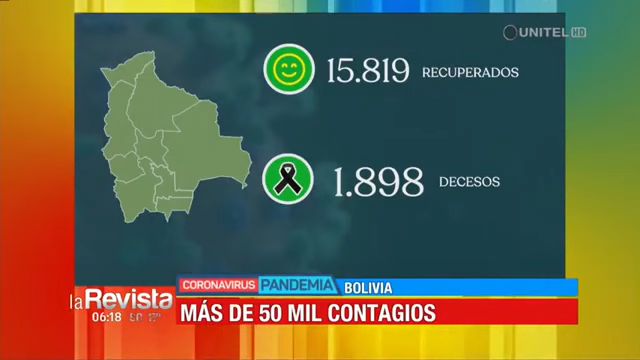 UNITEL HD
15.819 RECUPERADOS
1.898 DECESOS
CORONAVIRUS PANDEMIA BOLIVIA
la Revista
MÁS DE 50 MIL CONTAGIOS
06:18